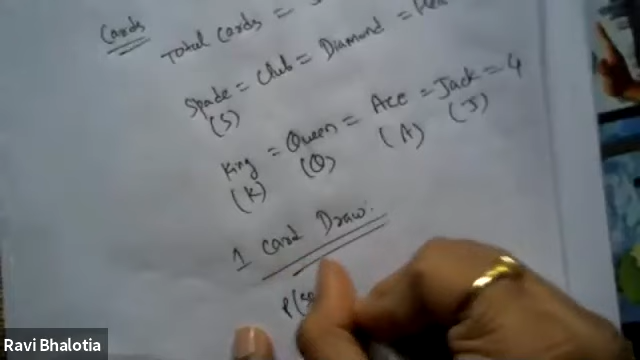 Cards
Total Cards =
Spade = Club = Diamond =
(S)
King = Queen = Ace = Jack = 4
(K) (Q) (A) (J)
1 Card Draw:
Ravi Bhalotia